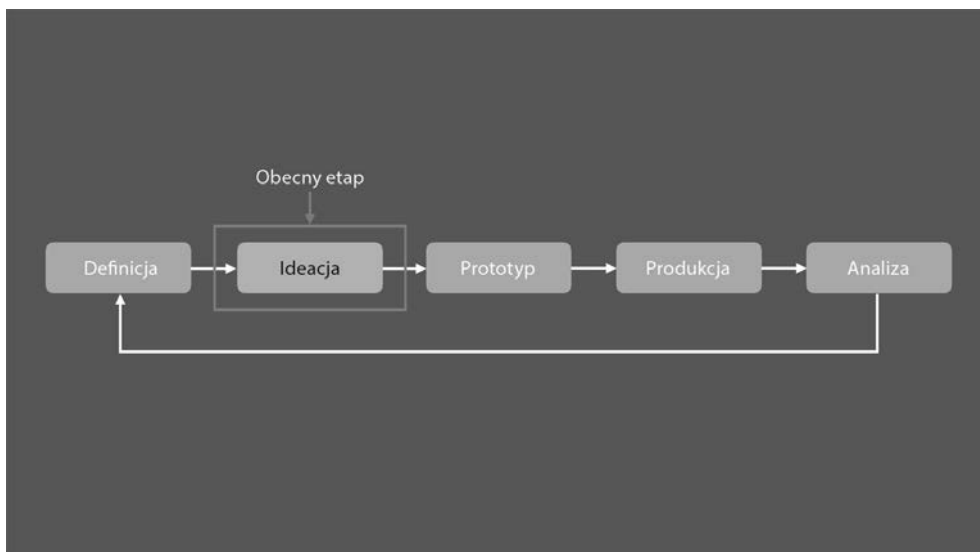 Obecny etap
Definicja
Ideacja
Prototyp
Produkcja
Analiza